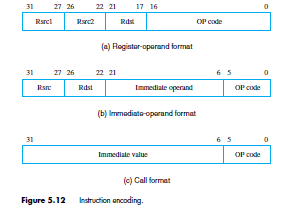 31 27 26 22 21 17 16 0
Rsrc1 Rsrc2 Rdst OP code
(a) Register-operand format
31 27 26 22 21 6 5 0
Rsrc Rdst Immediate operand OP code
(b) Immediate-operand format
31 6 5 0
Immediate value OP code
(c) Call format
Figure 5.12 Instruction encoding.